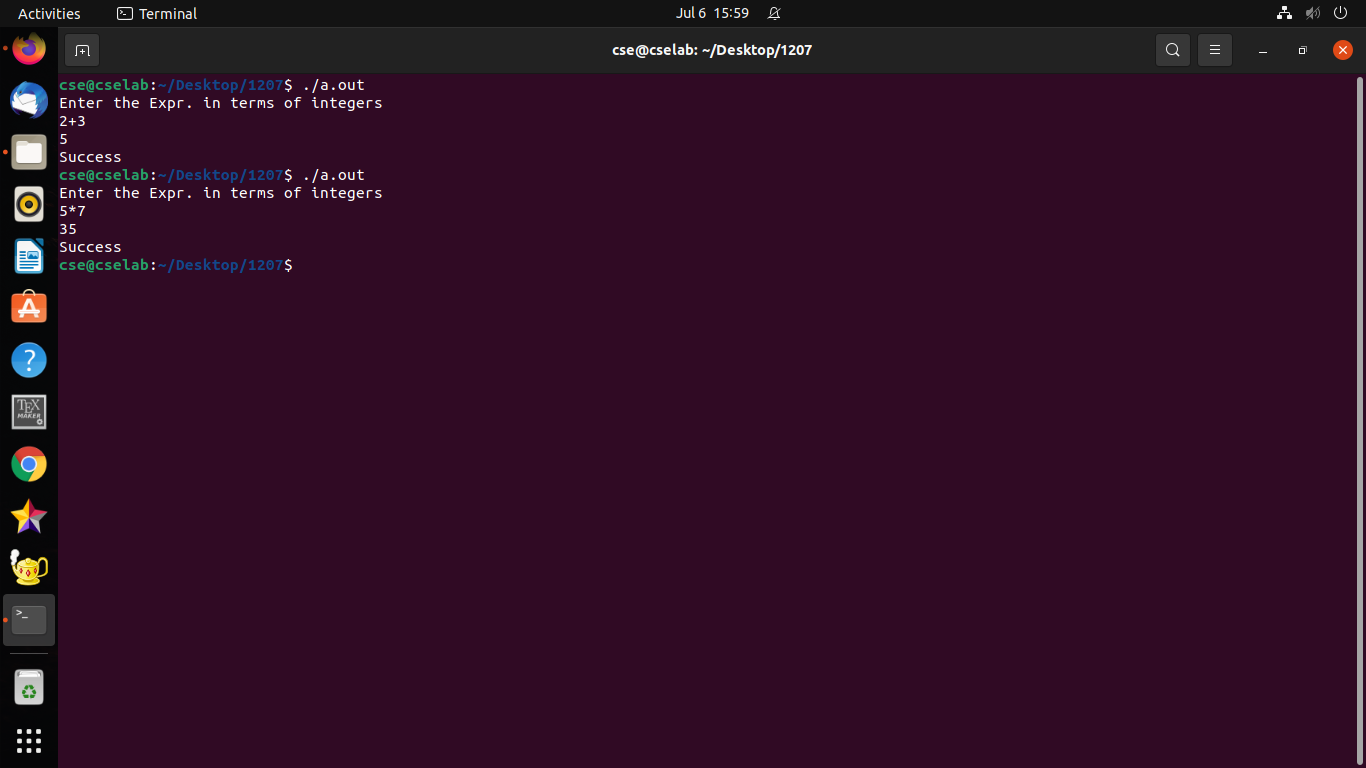 Activities
Terminal
Jul 6 15:59
cse@cselab: ~/Desktop/1207
cse@cselab:~/Desktop/1207$ ./a.out
Enter the Expr. in terms of integers
2+3
5
Success
cse@cselab:~/Desktop/1207$ ./a.out
Enter the Expr. in terms of integers
5*7
35
Success
cse@cselab:~/Desktop/1207$
?
TEX
MAKER
>_